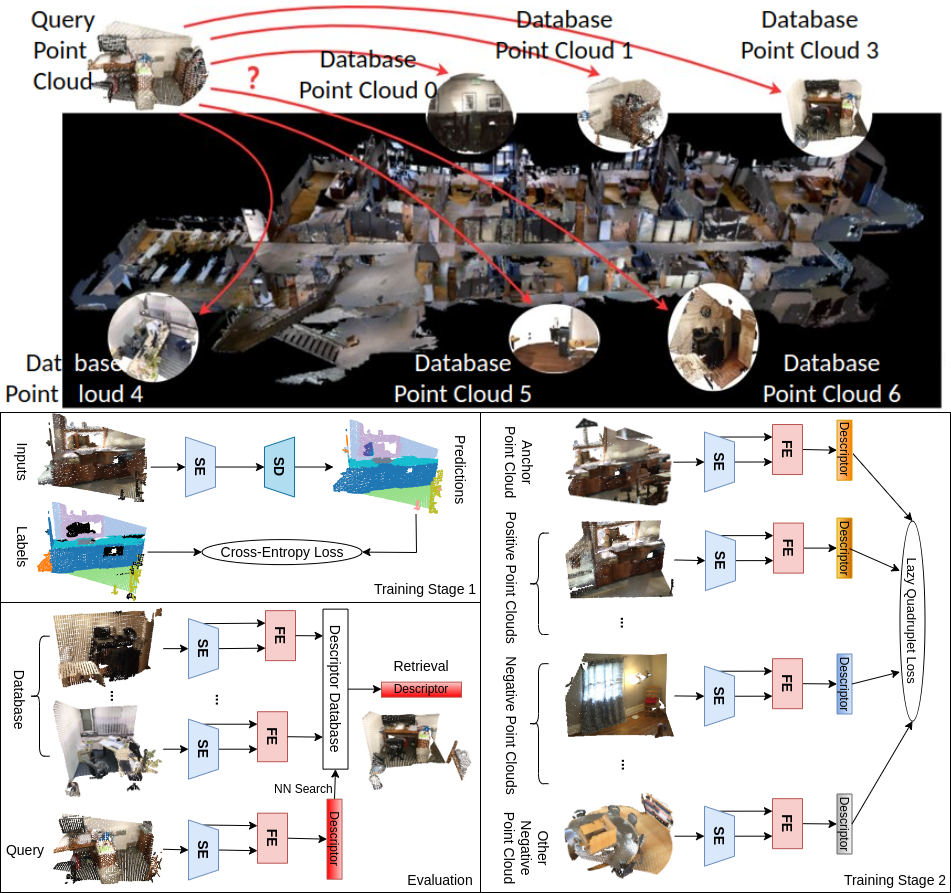 Query
Point
Cloud
?
Database
Point Cloud 0
Database
Point Cloud 1
Database
Point Cloud 3
Dat base
Point loud 4
Database
Point Cloud 5
Database
Point Cloud 6
Inputs
SE
SD
Predictions
Labels
Cross-Entropy Loss
Training Stage 1
Database
SE
FE
...
...
SE
FE
Descriptor Database
Retrieval
Descriptor
NN Search
Query
SE
FE
Descriptor
Evaluation
Anchor
Point Cloud
SE
FE
Descriptor
Positive Point Clouds
SE
FE
Descriptor
...
Lazy Quadruplet Loss
Negative Point Clouds
SE
FE
Descriptor
...
Other
Negative
Point Cloud
SE
FE
Descriptor
Training Stage 2